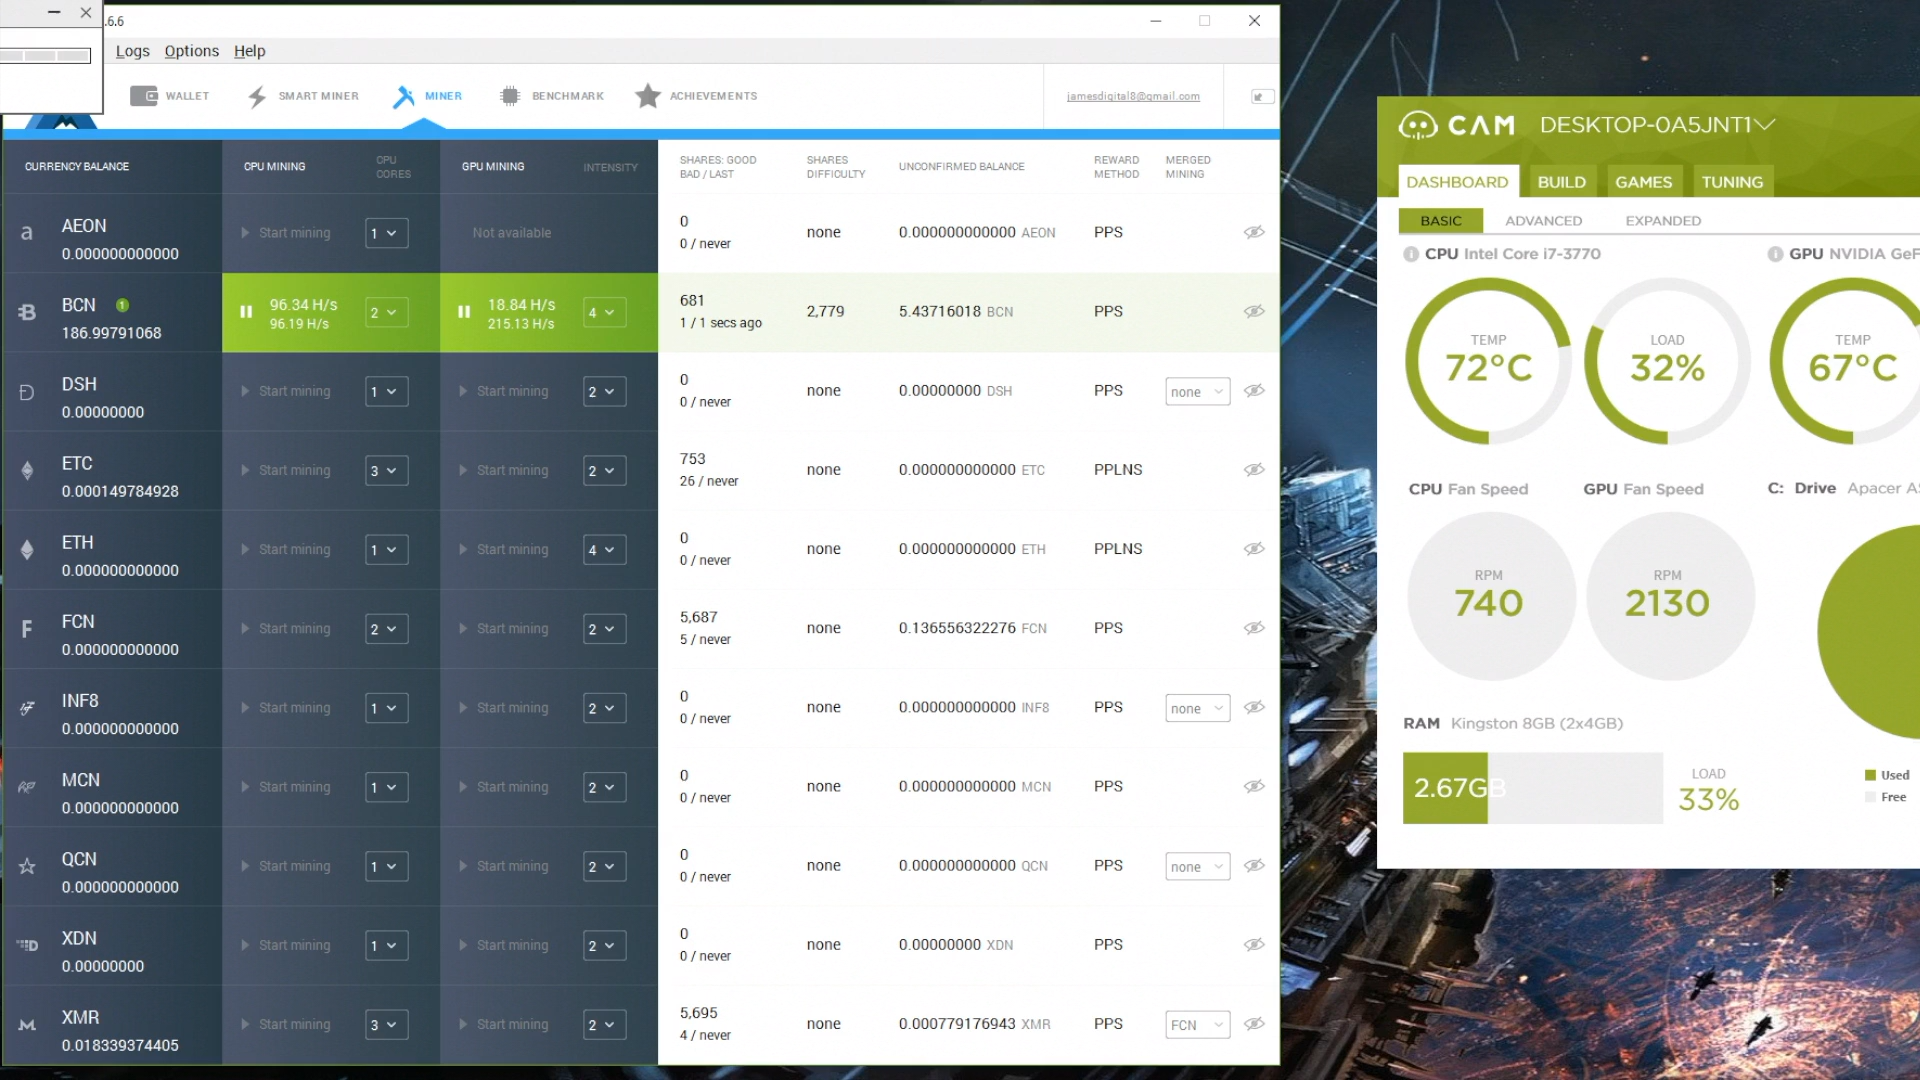 .6.6
Logs Options Help
WALLET SMART MINER MINER BENCHMARK ACHIEVEMENTS jamesdigital8@gmail.com
CURRENCY BALANCE CPU MINING CPU CORES GPU MINING INTENSITY SHARES: GOOD BAD / LAST SHARES DIFFICULTY UNCONFIRMED BALANCE REWARD METHOD MERGED MINING
AEON Start mining 1 Not available 0 none 0.000000000000 AEON PPS
0.000000000000 0 / never
BCN 1 96.34 H/s 2 18.84 H/s 4 681 2,779 5.43716018 BCN PPS
186.99791068 96.19 H/s 215.13 H/s 1 / 1 secs ago
DSH Start mining 1 Start mining 2 0 none 0.00000000 DSH PPS none
0.00000000 0 / never
ETC Start mining 3 Start mining 2 753 none 0.000000000000 ETC PPLNS
0.000149784928 26 / never
ETH Start mining 1 Start mining 4 0 none 0.000000000000 ETH PPLNS
0.000000000000 0 / never
FCN Start mining 2 Start mining 2 5,687 none 0.136556322276 FCN PPS
0.000000000000 5 / never
INF8 Start mining 1 Start mining 2 0 none 0.000000000000 INF8 PPS none
0.000000000000 0 / never
MCN Start mining 1 Start mining 2 0 none 0.000000000000 MCN PPS
0.000000000000 0 / never
QCN Start mining 1 Start mining 2 0 none 0.000000000000 QCN PPS none
0.000000000000 0 / never
XDN Start mining 1 Start mining 2 0 none 0.00000000 XDN PPS
0.00000000 0 / never
XMR Start mining 3 Start mining 2 5,695 none 0.000779176943 XMR PPS FCN
0.018339374405 4 / never
CAM DESKTOP-0A5JNT1
DASHBOARD BUILD GAMES TUNING
BASIC ADVANCED EXPANDED
CPU Intel Core i7-3770 GPU NVIDIA GeF
TEMP LOAD TEMP
72°C 32% 67°C
CPU Fan Speed GPU Fan Speed C: Drive Apacer AS
RPM RPM
740 2130
RAM Kingston 8GB (2x4GB)
2.67GB LOAD Used
33% Free